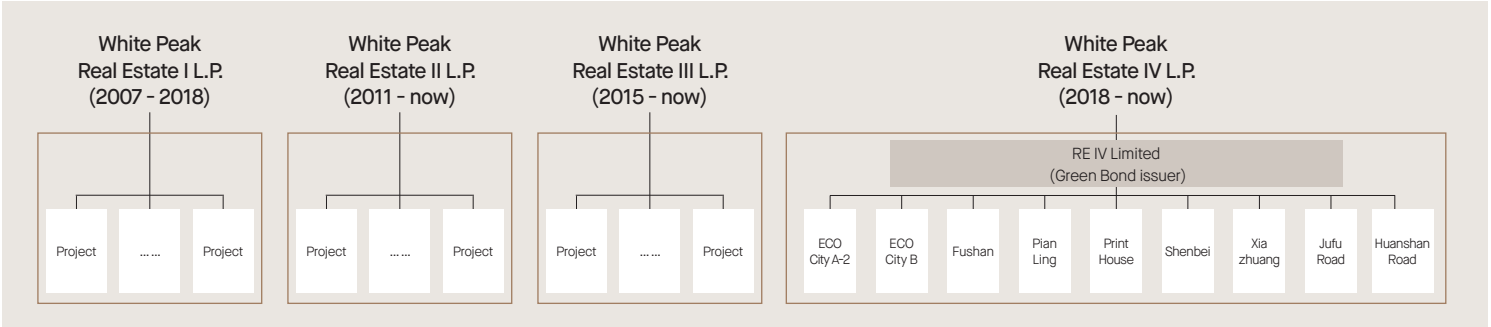 White Peak
Real Estate I L.P.
(2007 - 2018)
Project
... ...
Project
White Peak
Real Estate II L.P.
(2011 - now)
Project
... ...
Project
White Peak
Real Estate III L.P.
(2015 - now)
Project
... ...
Project
White Peak
Real Estate IV L.P.
(2018 - now)
RE IV Limited
(Green Bond issuer)
ECO
City A-2
ECO
City B
Fushan
Pian
Ling
Print
House
Shenbei
Xia
zhuang
Jufu
Road
Huanshan
Road